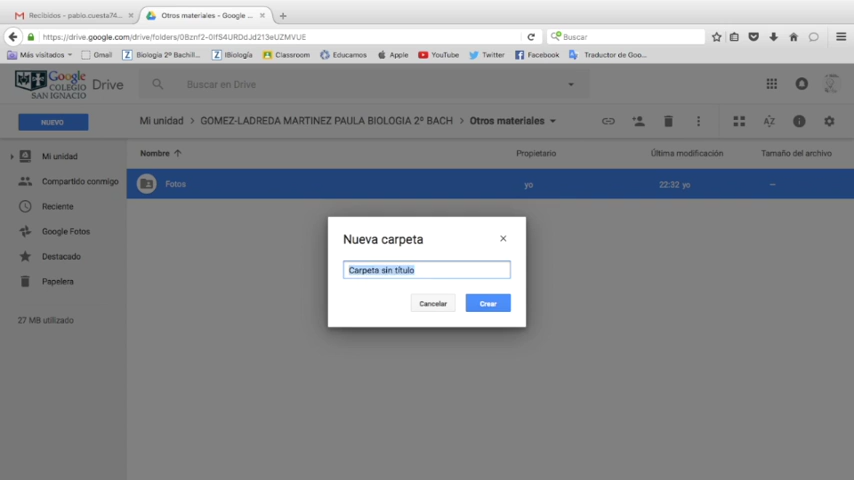 Recibidos - pablo.cuesta74...
Otros materiales - Google ...
https://drive.google.com/drive/folders/
Buscar
Más visitados
Gmail
Biologia 2º Bachill...
IBiología
Classroom
Educamos
Apple
YouTube
Twitter
Facebook
Traductor de Goo...
Google
COLEGIO
SAN IGNACIO
Drive
Buscar en Drive
NUEVO
Mi unidad > GOMEZ-LADREDA MARTINEZ PAULA BIOLOGIA 2º BACH > Otros materiales
Mi unidad
Compartido conmigo
Reciente
Google Fotos
Destacado
Papelera
27 MB utilizado
Nombre
Propietario
Última modificación
Tamaño del archivo
Fotos
yo
22:32 yo
—
Nueva carpeta
Carpeta sin título
Cancelar
Crear